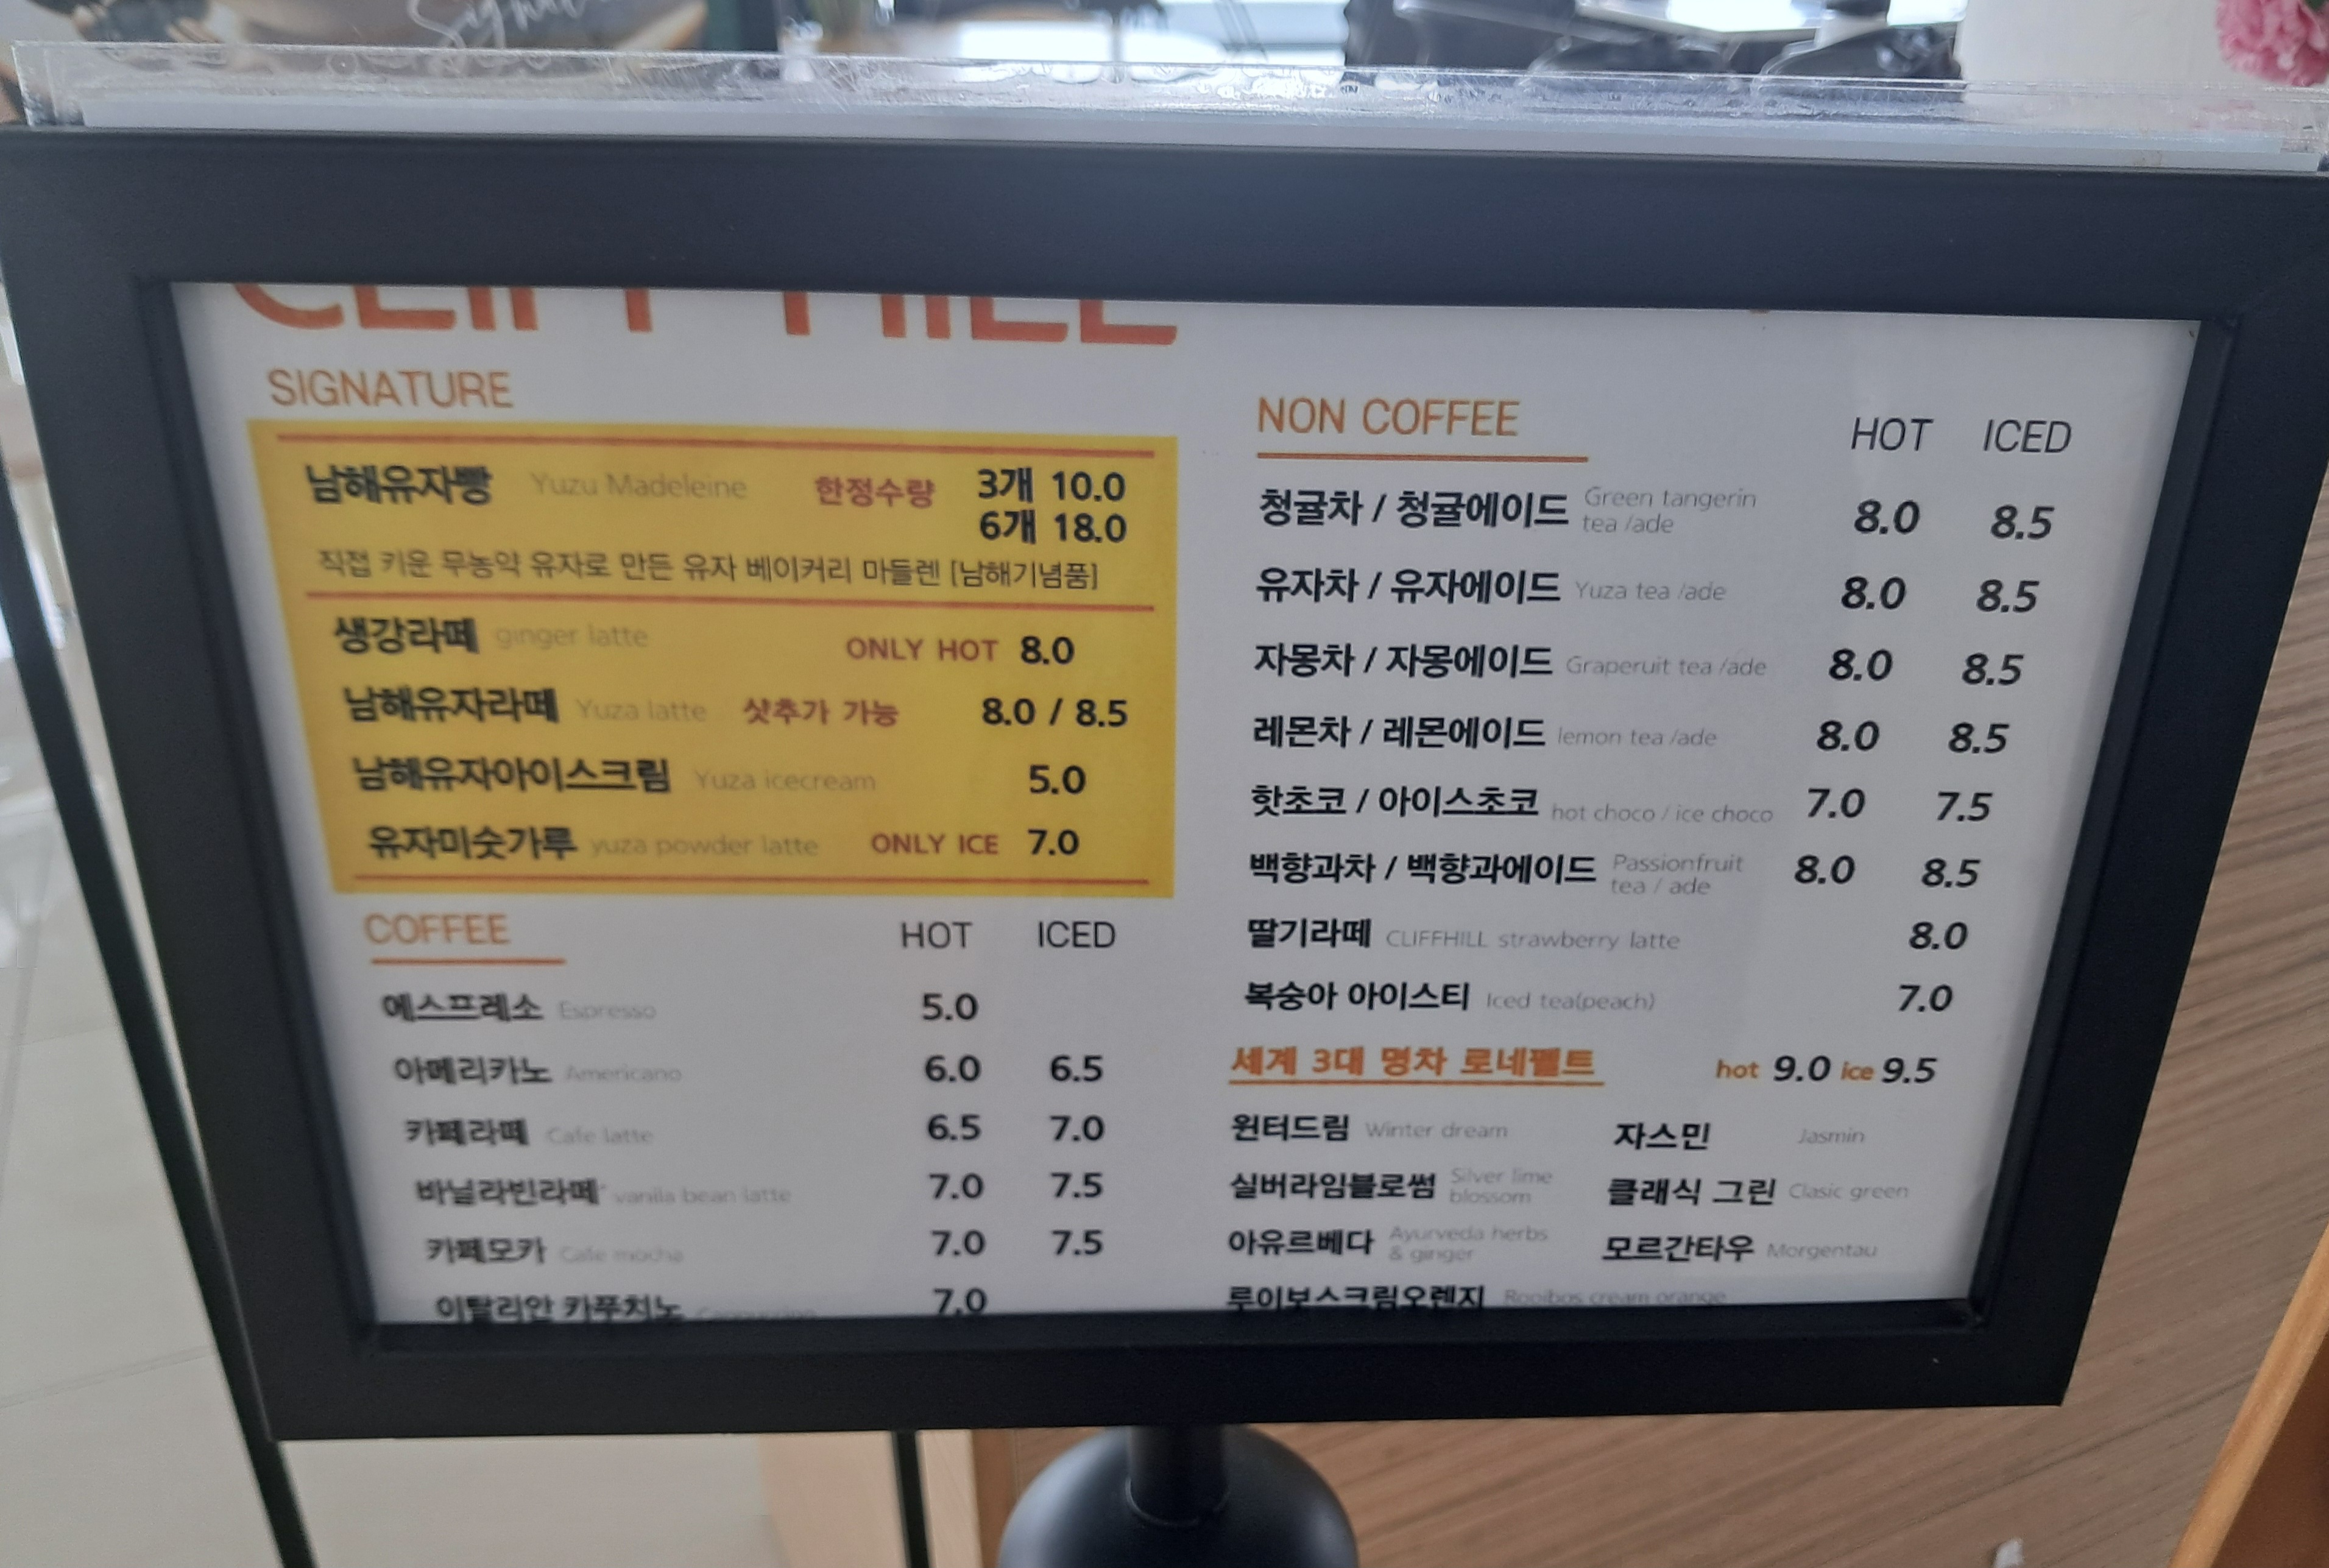 CLIFF HILL
SIGNATURE
남해유자빵 Yuzu Madeleine 한정수량 3개 10.0
6개 18.0
직접 키운 무농약 유자로 만든 유자 베이커리 마들렌 [남해기념품]
생강라떼 ginger latte ONLY HOT 8.0
남해유자라떼 Yuza latte 샷추가 가능 8.0 / 8.5
남해유자아이스크림 Yuza icecream 5.0
유자미숫가루 yuza powder latte ONLY ICE 7.0
COFFEE HOT ICED
에스프레소 Espresso 5.0
아메리카노 Americano 6.0 6.5
카페라떼 Cafe latte 6.5 7.0
바닐라빈라떼 vanila bean latte 7.0 7.5
카페모카 Cafe mocha 7.0 7.5
이탈리안 카푸치노 Cappuccino 7.0
NON COFFEE HOT ICED
청귤차 / 청귤에이드 Green tangerin
tea /ade 8.0 8.5
유자차 / 유자에이드 Yuza tea /ade 8.0 8.5
자몽차 / 자몽에이드 Graperuit tea /ade 8.0 8.5
레몬차 / 레몬에이드 lemon tea /ade 8.0 8.5
핫초코 / 아이스초코 hot choco / ice choco 7.0 7.5
백향과차 / 백향과에이드 Passionfruit
tea / ade 8.0 8.5
딸기라떼 CLIFFHILL strawberry latte 8.0
복숭아 아이스티 Iced tea(peach) 7.0
세계 3대 명차 로네펠트 hot 9.0 ice 9.5
윈터드림 Winter dream 자스민 Jasmin
실버라임블로썸 Silver lime
blossom 클래식 그린 Clasic green
아유르베다 Ayurveda herbs
& ginger 모르간타우 Morgentau
루이보스크림오렌지 Rooibos cream orange